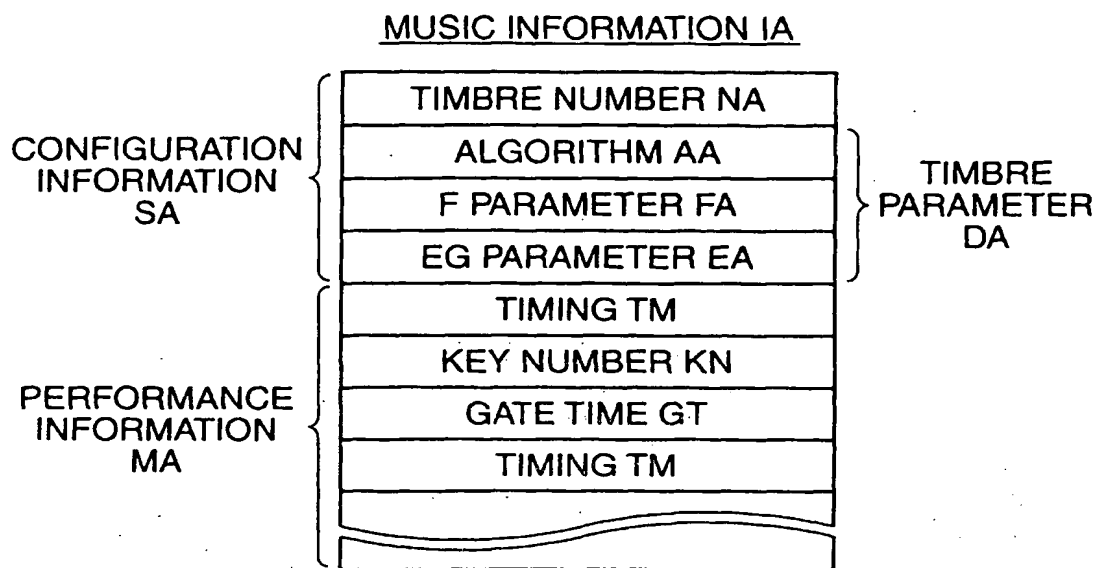 MUSIC INFORMATION IA
CONFIGURATION
INFORMATION
SA
TIMBRE NUMBER NA
ALGORITHM AA
F PARAMETER FA
EG PARAMETER EA
TIMBRE
PARAMETER
DA
PERFORMANCE
INFORMATION
MA
TIMING TM
KEY NUMBER KN
GATE TIME GT
TIMING TM